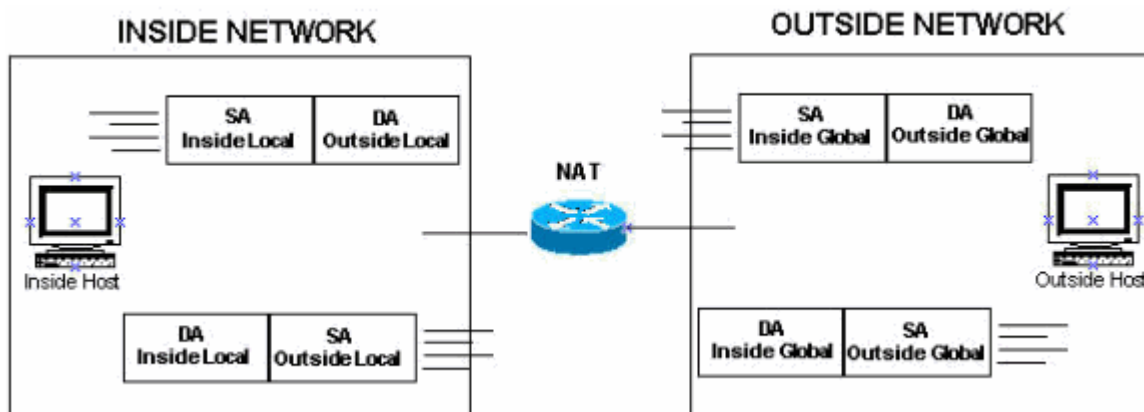 INSIDE NETWORK
OUTSIDE NETWORK
SA
Inside Local
DA
Outside Local
SA
Inside Global
DA
Outside Global
NAT
Inside Host
Outside Host
DA
Inside Local
SA
Outside Local
DA
Inside Global
SA
Outside Global